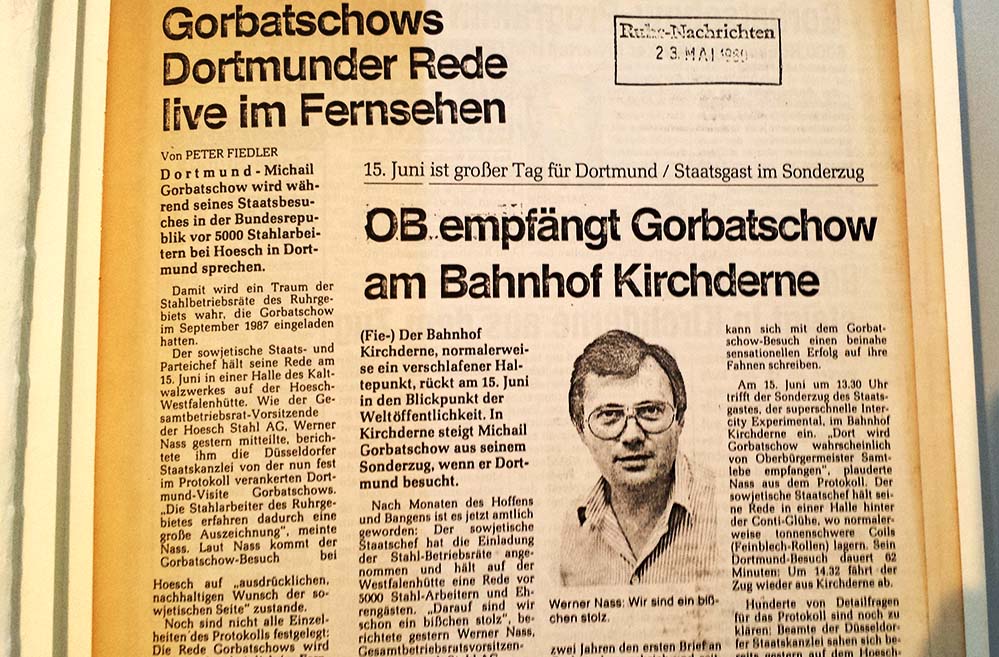 Gorbatschows
Dortmunder Rede
live im Fernsehen
Ruhr-Nachrichten
23. MAI 1989
Von PETER FIEDLER
Dortmund - Michail
Gorbatschow wird wäh-
rend seines Staatsbesu-
ches in der Bundesrepu-
blik vor 5000 Stahlarbei-
tern bei Hoesch in Dort-
mund sprechen.
Damit wird ein Traum der
Stahlbetriebsräte des Ruhrge-
biets wahr, die Gorbatschow
im September 1987 eingeladen
hatten.
Der sowjetische Staats- und
Parteichef hält seine Rede am
15. Juni in einer Halle des Kalt-
walzwerkes auf der Hoesch-
Westfalenhütte. Wie der Ge-
samtbetriebsrat-Vorsitzende
der Hoesch Stahl AG, Werner
Nass gestern mitteilte, berich-
tete ihm die Düsseldorfer
Staatskanzlei von der nun fest
im Protokoll verankerten Dort-
mund-Visite Gorbatschows.
„Die Stahlarbeiter des Ruhrge-
bietes erfahren dadurch eine
große Auszeichnung", meinte
Nass. Laut Nass kommt der
Gorbatschow-Besuch bei
Hoesch auf „ausdrücklichen,
nachhaltigen Wunsch der so-
wjetischen Seite" zustande.
Noch sind nicht alle Einzel-
heiten des Protokolls festgelegt:
Die Rede Gorbatschows wird
15. Juni ist großer Tag für Dortmund / Staatsgast im Sonderzug
OB empfängt Gorbatschow
am Bahnhof Kirchderne
(Fie-) Der Bahnhof
Kirchderne, normalerwei-
se ein verschlafener Hal-
tepunkt, rückt am 15. Juni
in den Blickpunkt der
Weltöffentlichkeit. In
Kirchderne steigt Michail
Gorbatschow aus seinem
Sonderzug, wenn er Dort-
mund besucht.
Nach Monaten des Hoffens
und Bangens ist es jetzt amtlich
geworden: Der sowjetische
Staatschef hat die Einladung
der Stahl-Betriebsräte ange-
nommen und hält auf der
Westfalenhütte eine Rede vor
5000 Stahl-Arbeitern und Eh-
rengästen. „Darauf sind wir
schon ein bißchen stolz", be-
richtete gestern Werner Nass,
Gesamtbetriebsratsvorsitzen-
Werner Nass: Wir sind ein biß-
chen stolz.
zwei Jahren den ersten Brief an
kann sich mit dem Gorbat-
schow-Besuch einen beinahe
sensationellen Erfolg auf ihre
Fahnen schreiben.
Am 15. Juni um 13.30 Uhr
trifft der Sonderzug des Staats-
gastes, der superschnelle Inter-
city Experimental, im Bahnhof
Kirchderne ein. „Dort wird
Gorbatschow wahrscheinlich
von Oberbürgermeister Samt-
lebe empfangen", plauderte
Nass aus dem Protokoll. Der
sowjetische Staatschef hält sei-
ne Rede in einer Halle hinter
der Conti-Glühe, wo normaler-
weise tonnenschwere Coils
(Feinblech-Rollen) lagern. Sein
Dortmund-Besuch dauert 62
Minuten: Um 14.32 fährt der
Zug wieder aus Kirchderne ab.
Hunderte von Detailfragen
für das Protokoll sind noch zu
klären: Beamte der Düsseldor-
fer Staatskanzlei sahen sich be-
reits gestern auf dem Hoesch-